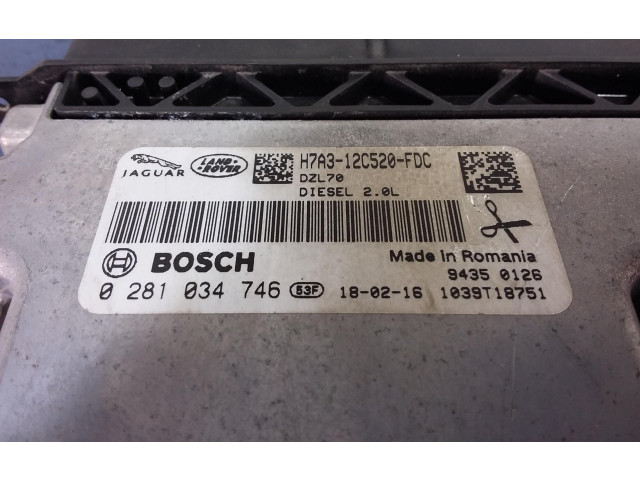 JAGUAR
LAND ROVER
H7A3-12C520-FDC
DZL70
DIESEL 2.0L
BOSCH
Made in Romania
9435 0126
0 281 034 746 53F 18-02-16 1039T18751